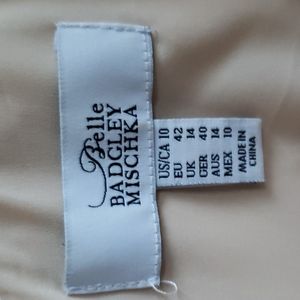 Belle
BADGLEY
MISCHKA
US/CA 10
EU 42
UK 14
GER 40
AUS 14
MEX 10
MADE IN
CHINA